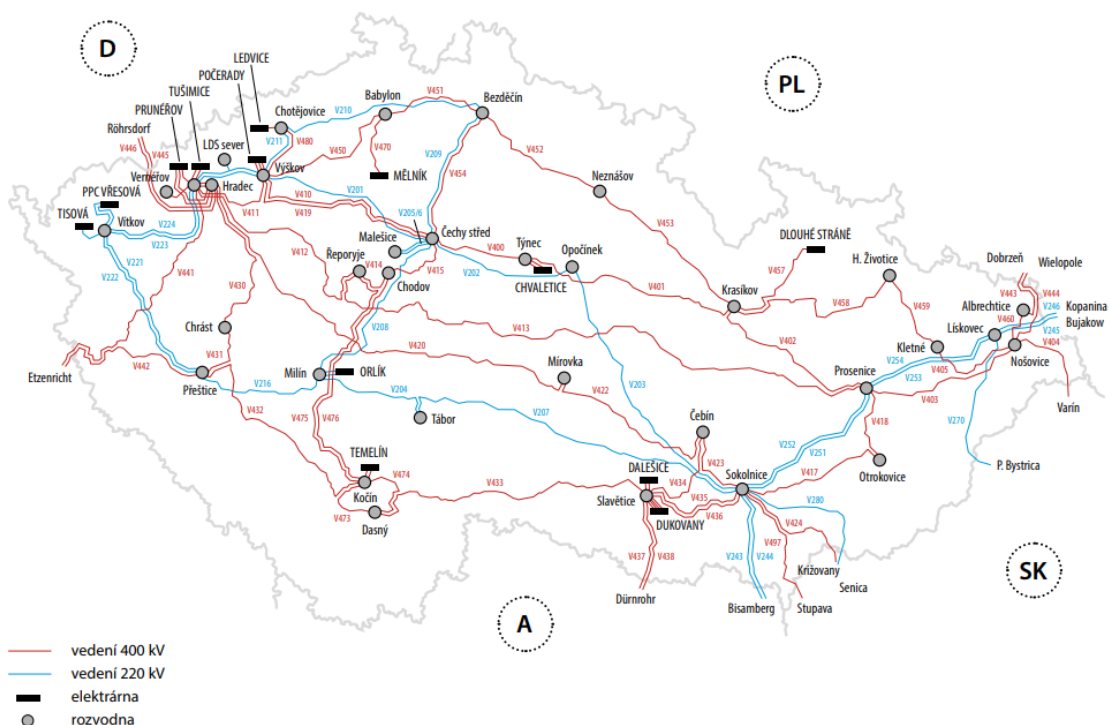 D
PL
SK
A
LEDVICE
POČERADY
TUŠIMICE
PRUNÉŘOV
Röhrsdorf
V446
V445
LDS sever
Chotějovice
V210
Babylon
V451
Bezděčín
V211
V480
V450
V470
V209
V454
V452
Vernéřov
Hradec
Výškov
MĚLNÍK
Neznášov
PPC VŘESOVÁ
TISOVÁ
Vítkov
V224
V223
V411
V410
V419
V201
V205/6
Čechy střed
V453
Malešice
V400
Týnec
Opočínek
DLOUHÉ STRÁNĚ
V221
V222
V441
V430
V412
Řeporyje
V414
V415
Chodov
V202
CHVALETICE
V401
Krasíkov
V457
V458
H. Životice
V459
Dobrzeń
Wielopole
V443
V444
Albrechtice
V246
Kopanina
V460
V245
Bujakow
Lískovec
V404
Chrást
V208
V413
V402
Kletné
V405
Nošovice
V254
V253
Etzenricht
V442
V431
V420
Mírovka
Přeštice
V216
Milín
ORLÍK
V204
V422
V203
Prosenice
V403
Varín
V432
V475
V476
Tábor
V207
Čebín
V418
V270
V252
V251
TEMELÍN
V474
V433
DALEŠICE
V434
V423
Sokolnice
V417
Otrokovice
P. Bystrica
Kočín
Slavětice
V435
V473
Dasný
DUKOVANY
V436
V280
V424
V437
V438
V243
V244
V497
Križovany
Senica
Dürnrohr
Bisamberg
Stupava
vedení 400 kV
vedení 220 kV
elektrárna
rozvodna